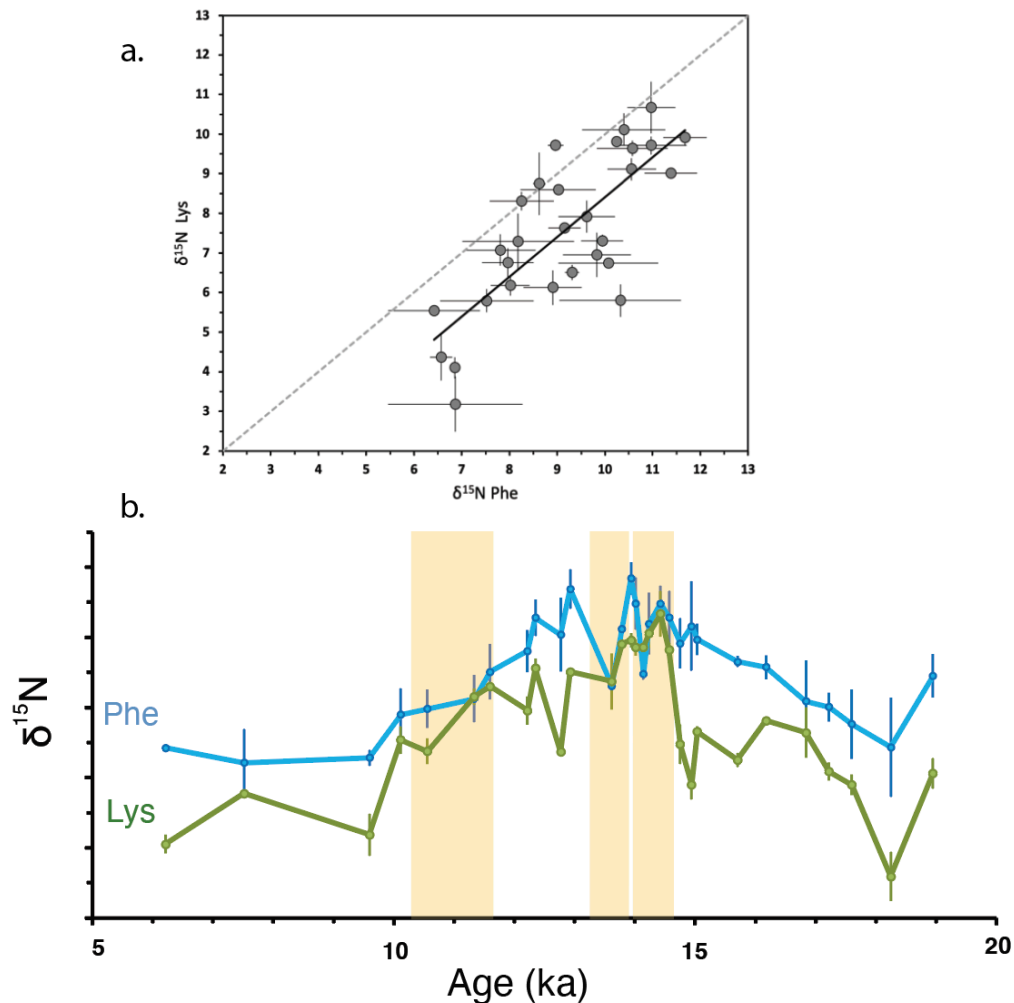 a.
13
12
11
10
9
8
7
6
5
4
3
2
δ¹⁵N Lys
2 3 4 5 6 7 8 9 10 11 12 13
δ¹⁵N Phe
b.
δ¹⁵N
Phe
Lys
5 10 15 20
Age (ka)